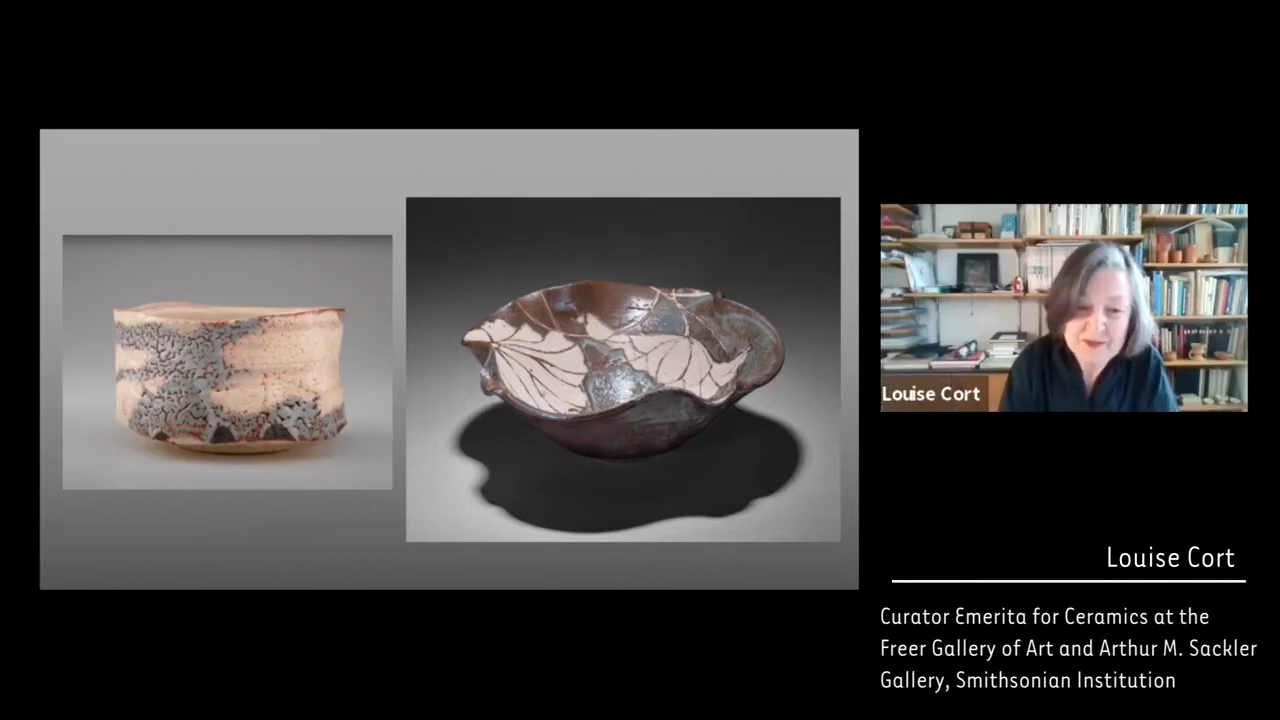 Louise Cort
Louise Cort
Curator Emerita for Ceramics at the
Freer Gallery of Art and Arthur M. Sackler
Gallery, Smithsonian Institution